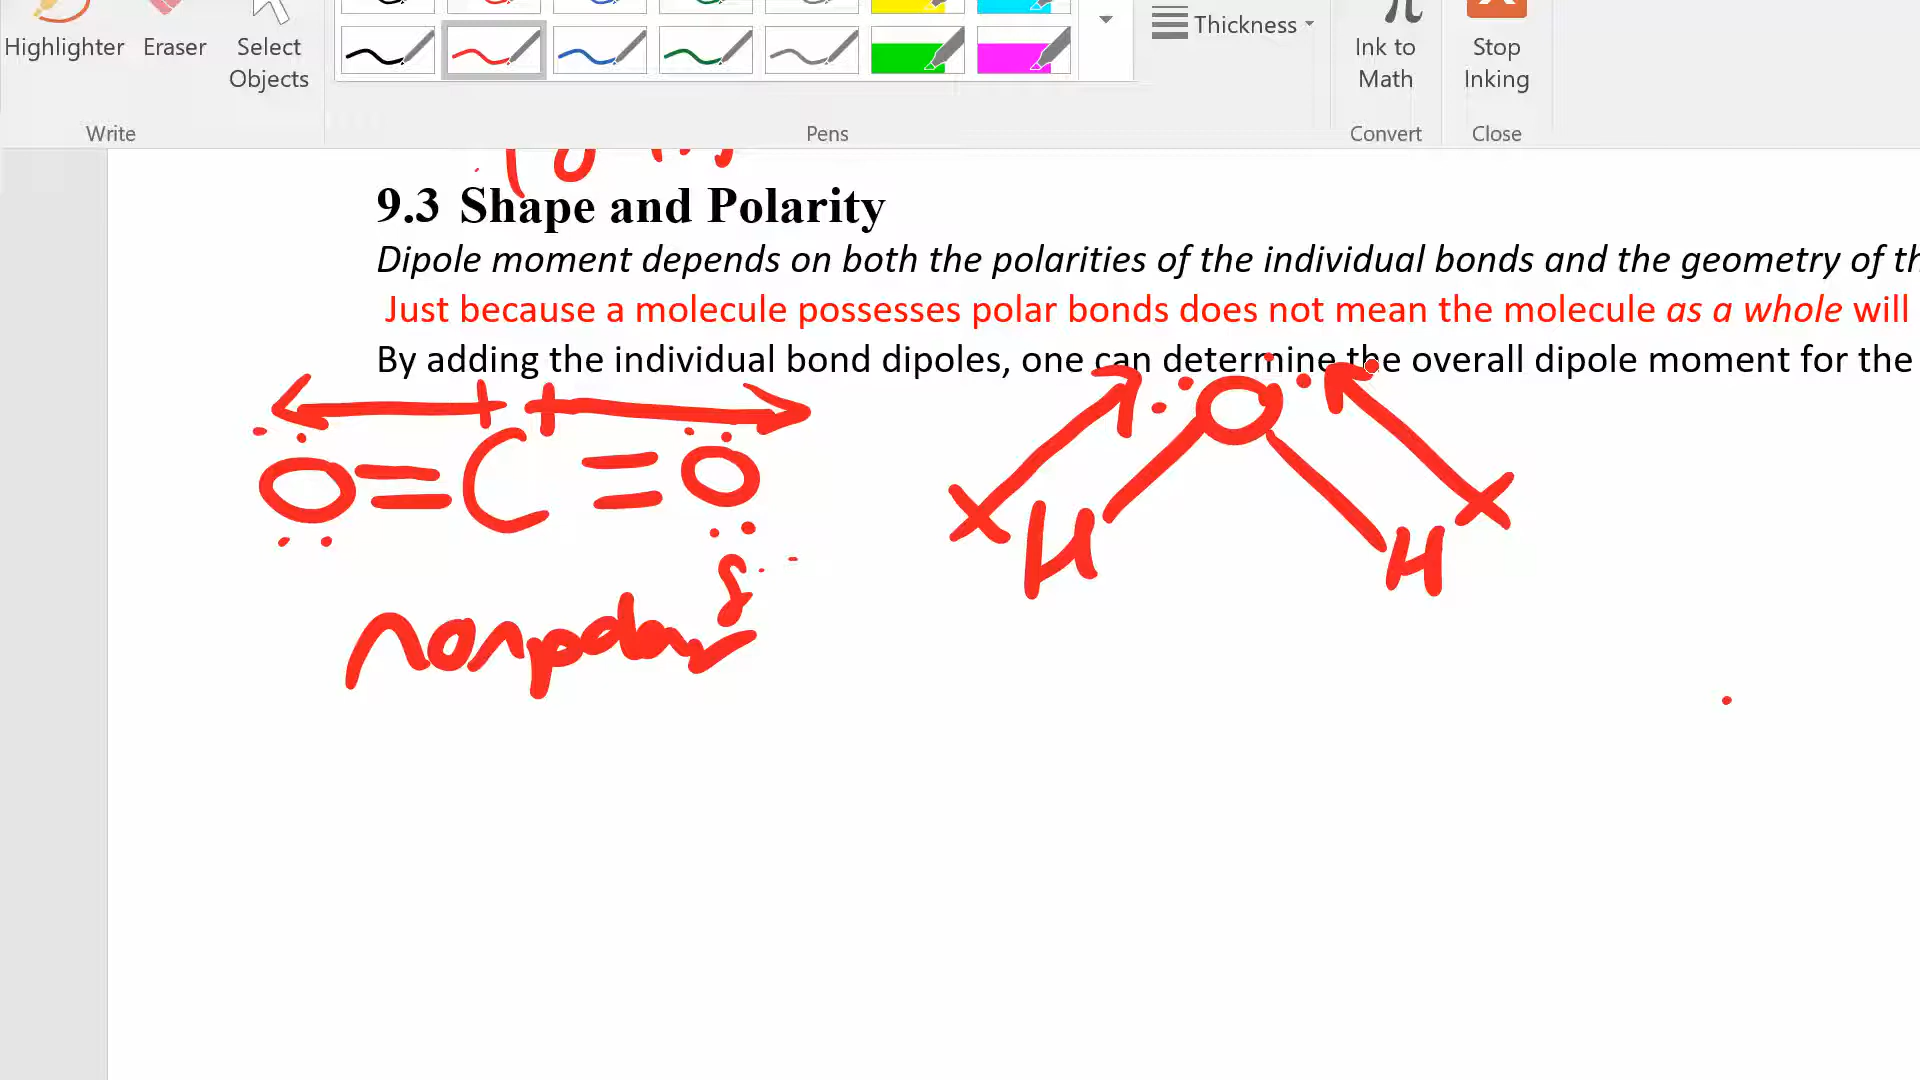 Highlighter Eraser Select Objects
Thickness
Ink to Math
Stop Inking
Write Pens Convert Close
9.3 Shape and Polarity
Dipole moment depends on both the polarities of the individual bonds and the geometry of th
Just because a molecule possesses polar bonds does not mean the molecule as a whole will
By adding the individual bond dipoles, one can determine the overall dipole moment for the
O=C=O
O
H H
nonpolar